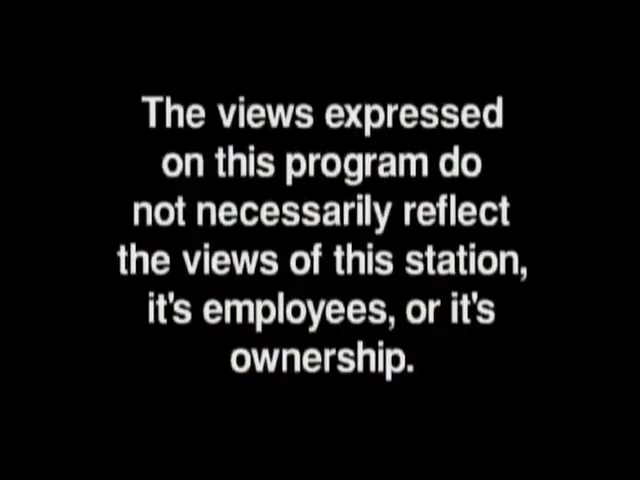 The views expressed
on this program do
not necessarily reflect
the views of this station,
it's employees, or it's
ownership.